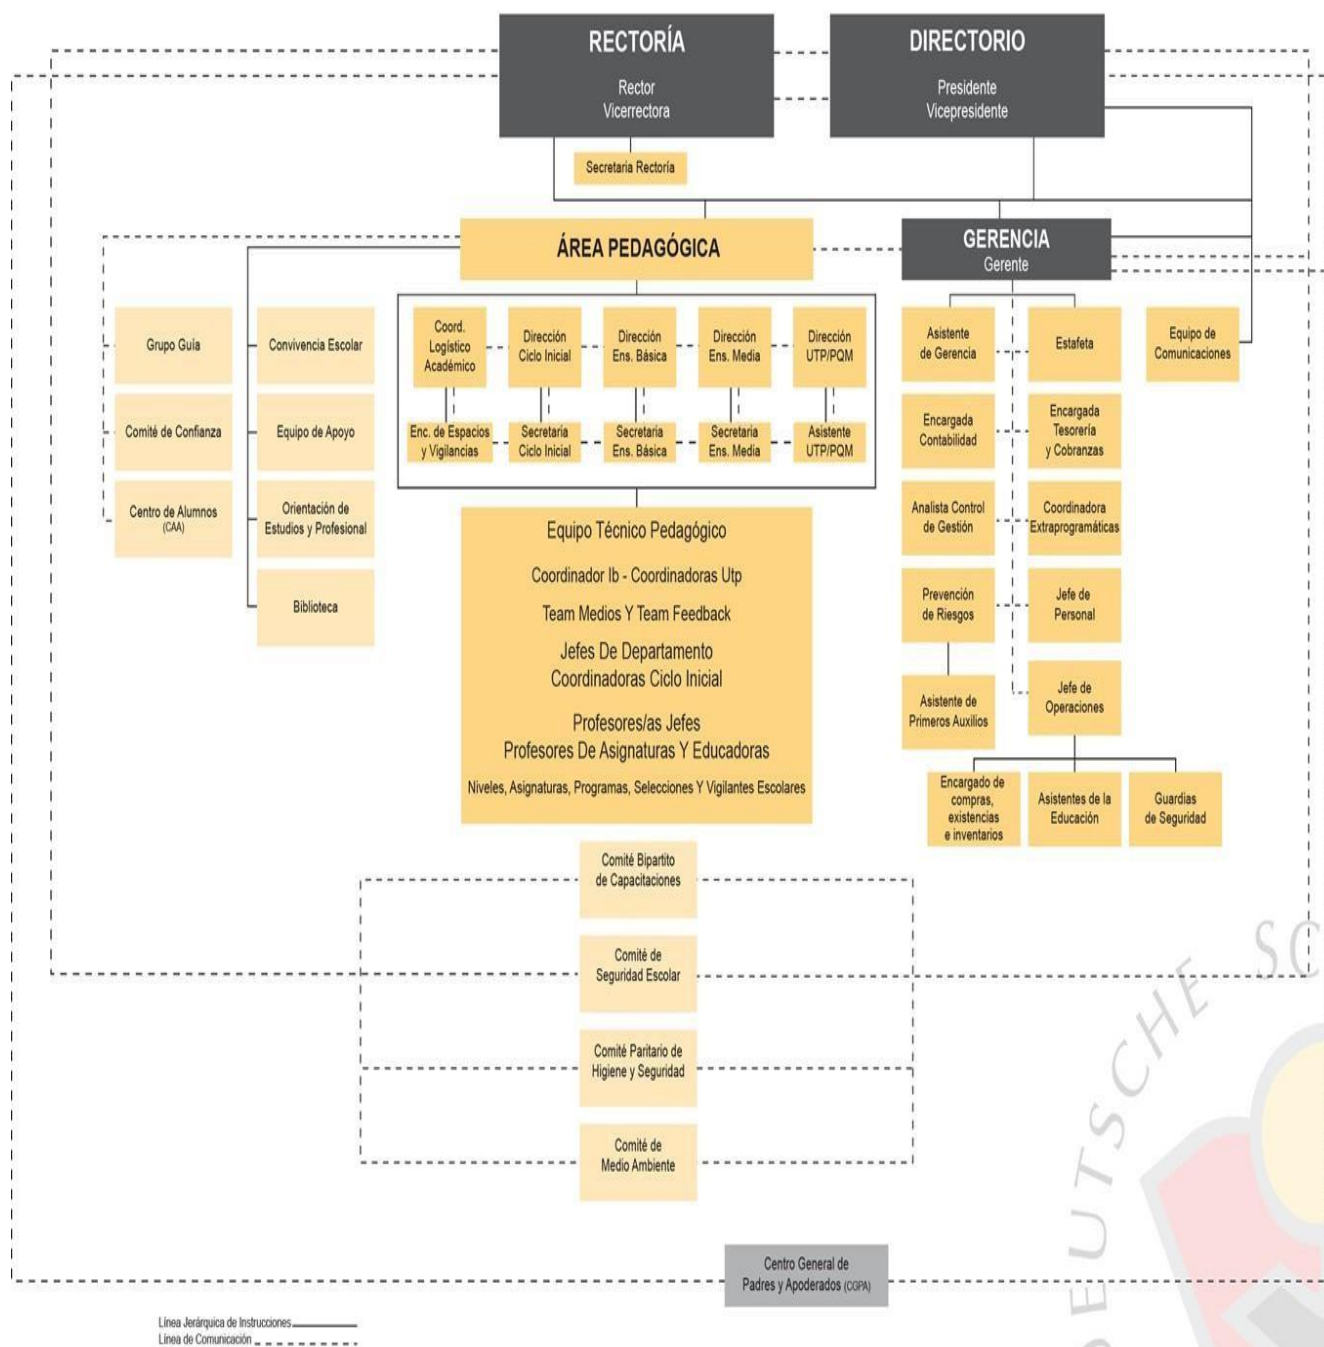 RECTORÍA
Rector
Vicerrectora
DIRECTORIO
Presidente
Vicepresidente
Secretaria Rectoría
ÁREA PEDAGÓGICA
GERENCIA
Gerente
Grupo Guía
Comité de Confianza
Centro de Alumnos
(CAA)
Convivencia Escolar
Equipo de Apoyo
Orientación de
Estudios y Profesional
Biblioteca
Coord.
Logístico
Académico
Dirección
Ciclo Inicial
Dirección
Ens. Básica
Dirección
Ens. Media
Dirección
UTP/PQM
Enc. de Espacios
y Vigilancias
Secretaria
Ciclo Inicial
Secretaria
Ens. Básica
Secretaria
Ens. Media
Asistente
UTP/PQM
Equipo Técnico Pedagógico
Coordinador Ib - Coordinadoras Utp
Team Medios Y Team Feedback
Jefes De Departamento
Coordinadoras Ciclo Inicial
Profesores/as Jefes
Profesores De Asignaturas Y Educadoras
Niveles, Asignaturas, Programas, Selecciones Y Vigilantes Escolares
Asistente
de Gerencia
Estafeta
Equipo de
Comunicaciones
Encargada
Contabilidad
Encargada
Tesorería
y Cobranzas
Analista Control
de Gestión
Coordinadora
Extraprogramáticas
Prevención
de Riesgos
Jefe de
Personal
Asistente de
Primeros Auxilios
Jefe de
Operaciones
Encargado de
compras,
existencias
e inventarios
Asistentes de la
Educación
Guardias
de Seguridad
Comité Bipartito
de Capacitaciones
Comité de
Seguridad Escolar
Comité Paritario de
Higiene y Seguridad
Comité de
Medio Ambiente
Centro General de
Padres y Apoderados (CGPA)
Línea Jerárquica de Instrucciones
Línea de Comunicación
DEUTSCHE SC